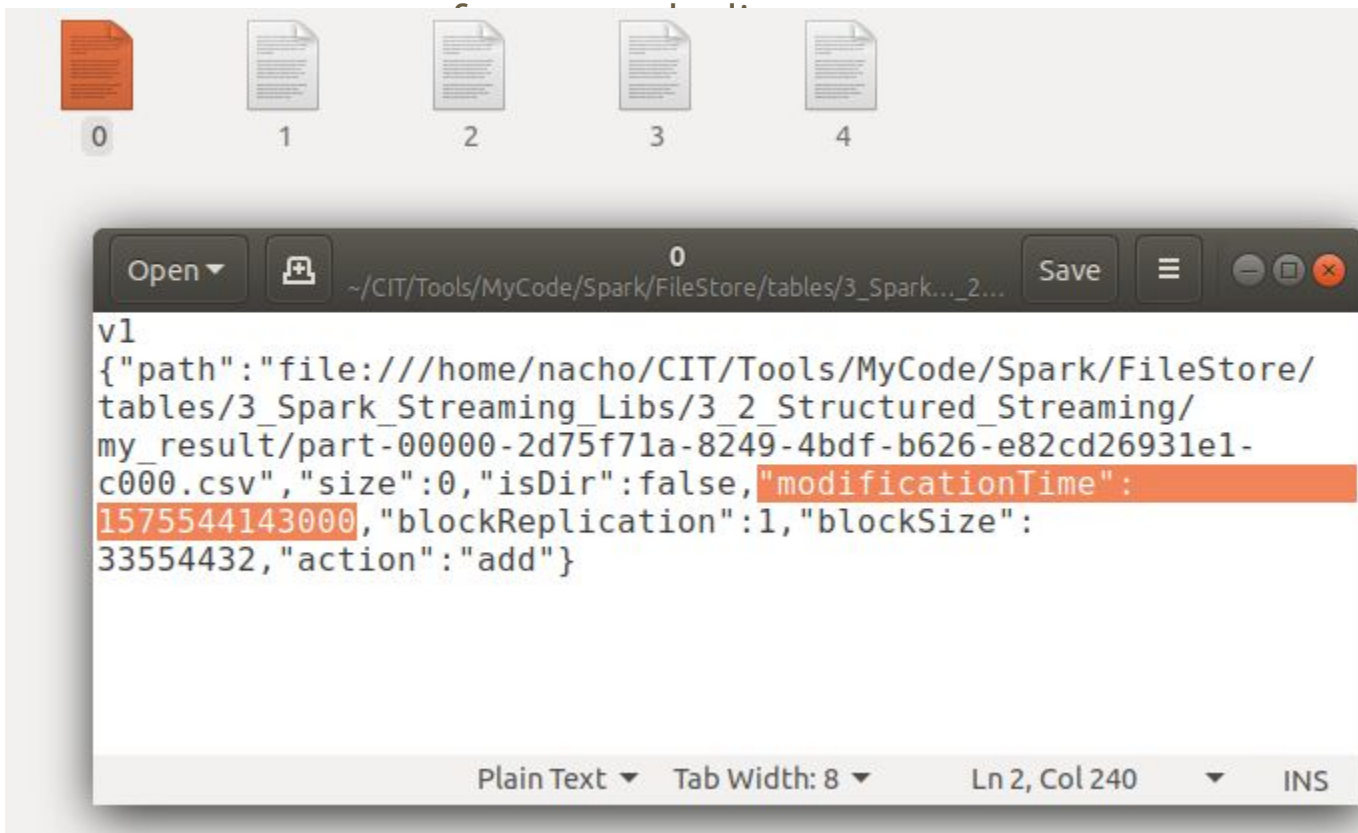 0 1 2 3 4
Open
0
~/CIT/Tools/MyCode/Spark/FileStore/tables/3_Spark..._2...
Save
v1
{"path":"file:///home/nacho/CIT/Tools/MyCode/Spark/FileStore/
tables/3_Spark_Streaming_Libs/3_2_Structured_Streaming/
my_result/part-00000-2d75f71a-8249-4bdf-b626-e82cd26931e1-
c000.csv","size":0,"isDir":false,"modificationTime":
1575544143000,"blockReplication":1,"blockSize":
33554432,"action":"add"}
Plain Text Tab Width: 8 Ln 2, Col 240 INS